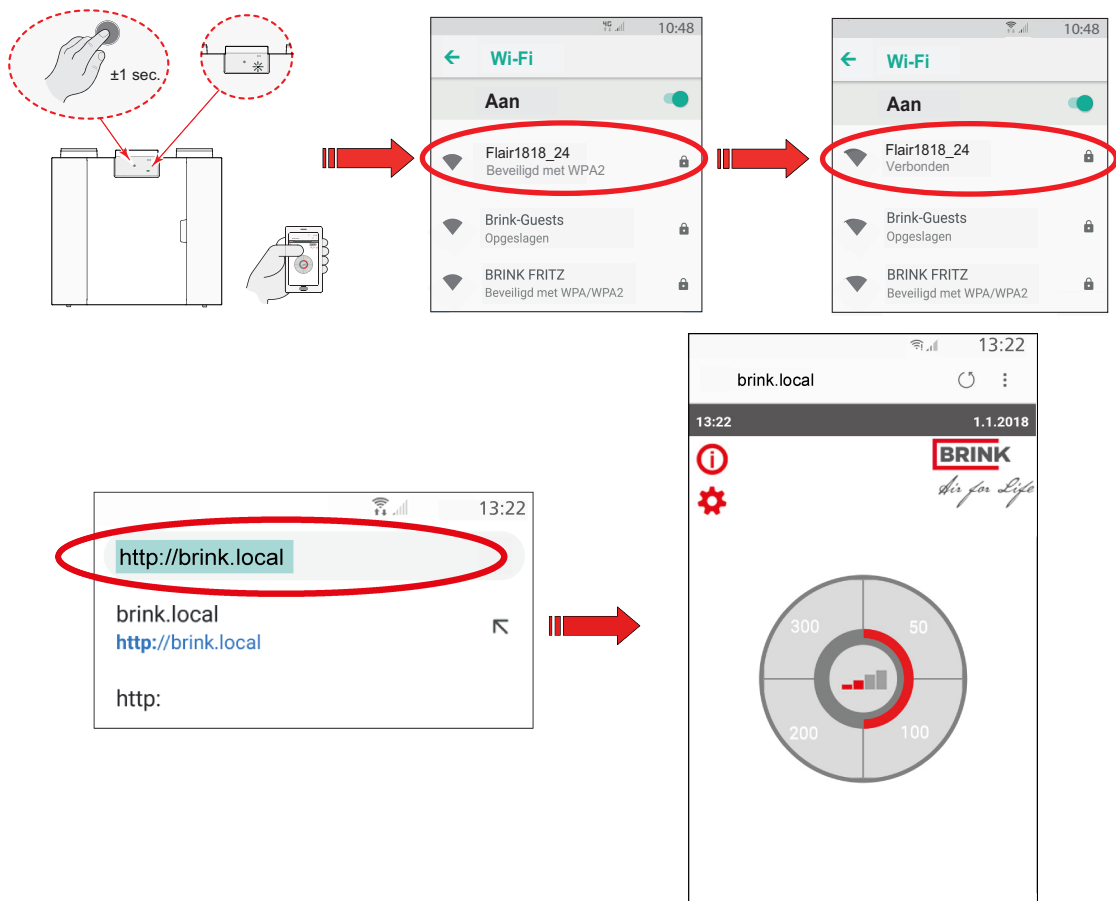 ±1 sec.
4G 10:48
Wi-Fi
Aan
Flair1818_24
Beveiligd met WPA2
Brink-Guests
Opgeslagen
BRINK FRITZ
Beveiligd met WPA/WPA2
10:48
Wi-Fi
Aan
Flair1818_24
Verbonden
Brink-Guests
Opgeslagen
BRINK FRITZ
Beveiligd met WPA/WPA2
13:22
http://brink.local
brink.local
http://brink.local
http:
13:22
brink.local
13:22 1.1.2018
BRINK
Air for Life
300 50
200 100